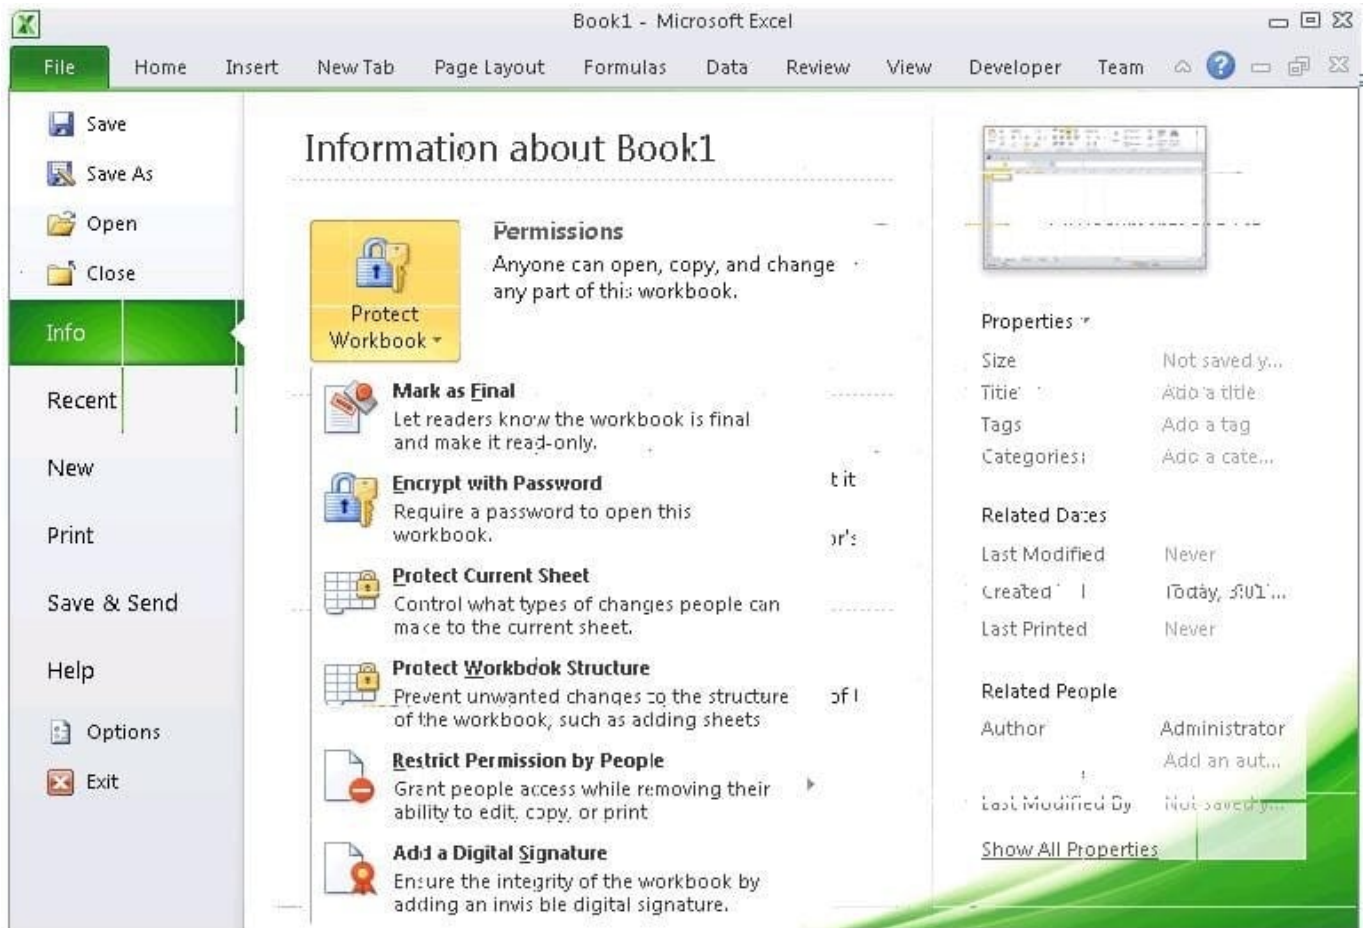 Book1 - Microsoft Excel
File Home Insert New Tab Page Layout Formulas Data Review View Developer Team
Save
Save As
Open
Close
Info
Recent
New
Print
Save & Send
Help
Options
Exit
Information about Book1
Protect
Workbook
Permissions
Anyone can open, copy, and change
any part of this workbook.
Mark as Final
Let readers know the workbook is final
and make it read-only.
Encrypt with Password
Require a password to open this
workbook.
Protect Current Sheet
Control what types of changes people can
make to the current sheet.
Protect Workbook Structure
Prevent unwanted changes to the structure
of the workbook, such as adding sheets
Restrict Permission by People
Grant people access while removing their
ability to edit, copy, or print
Add a Digital Signature
Ensure the integrity of the workbook by
adding an invisible digital signature.
t it
of
Properties
Size Not saved y...
Title Add a title
Tags Add a tag
Categories Add a cate...
Related Dates
Last Modified Never
Created Today, 3:01...
Last Printed Never
Related People
Author Administrator
Add an aut...
Last Modified By Not saved y...
Show All Properties